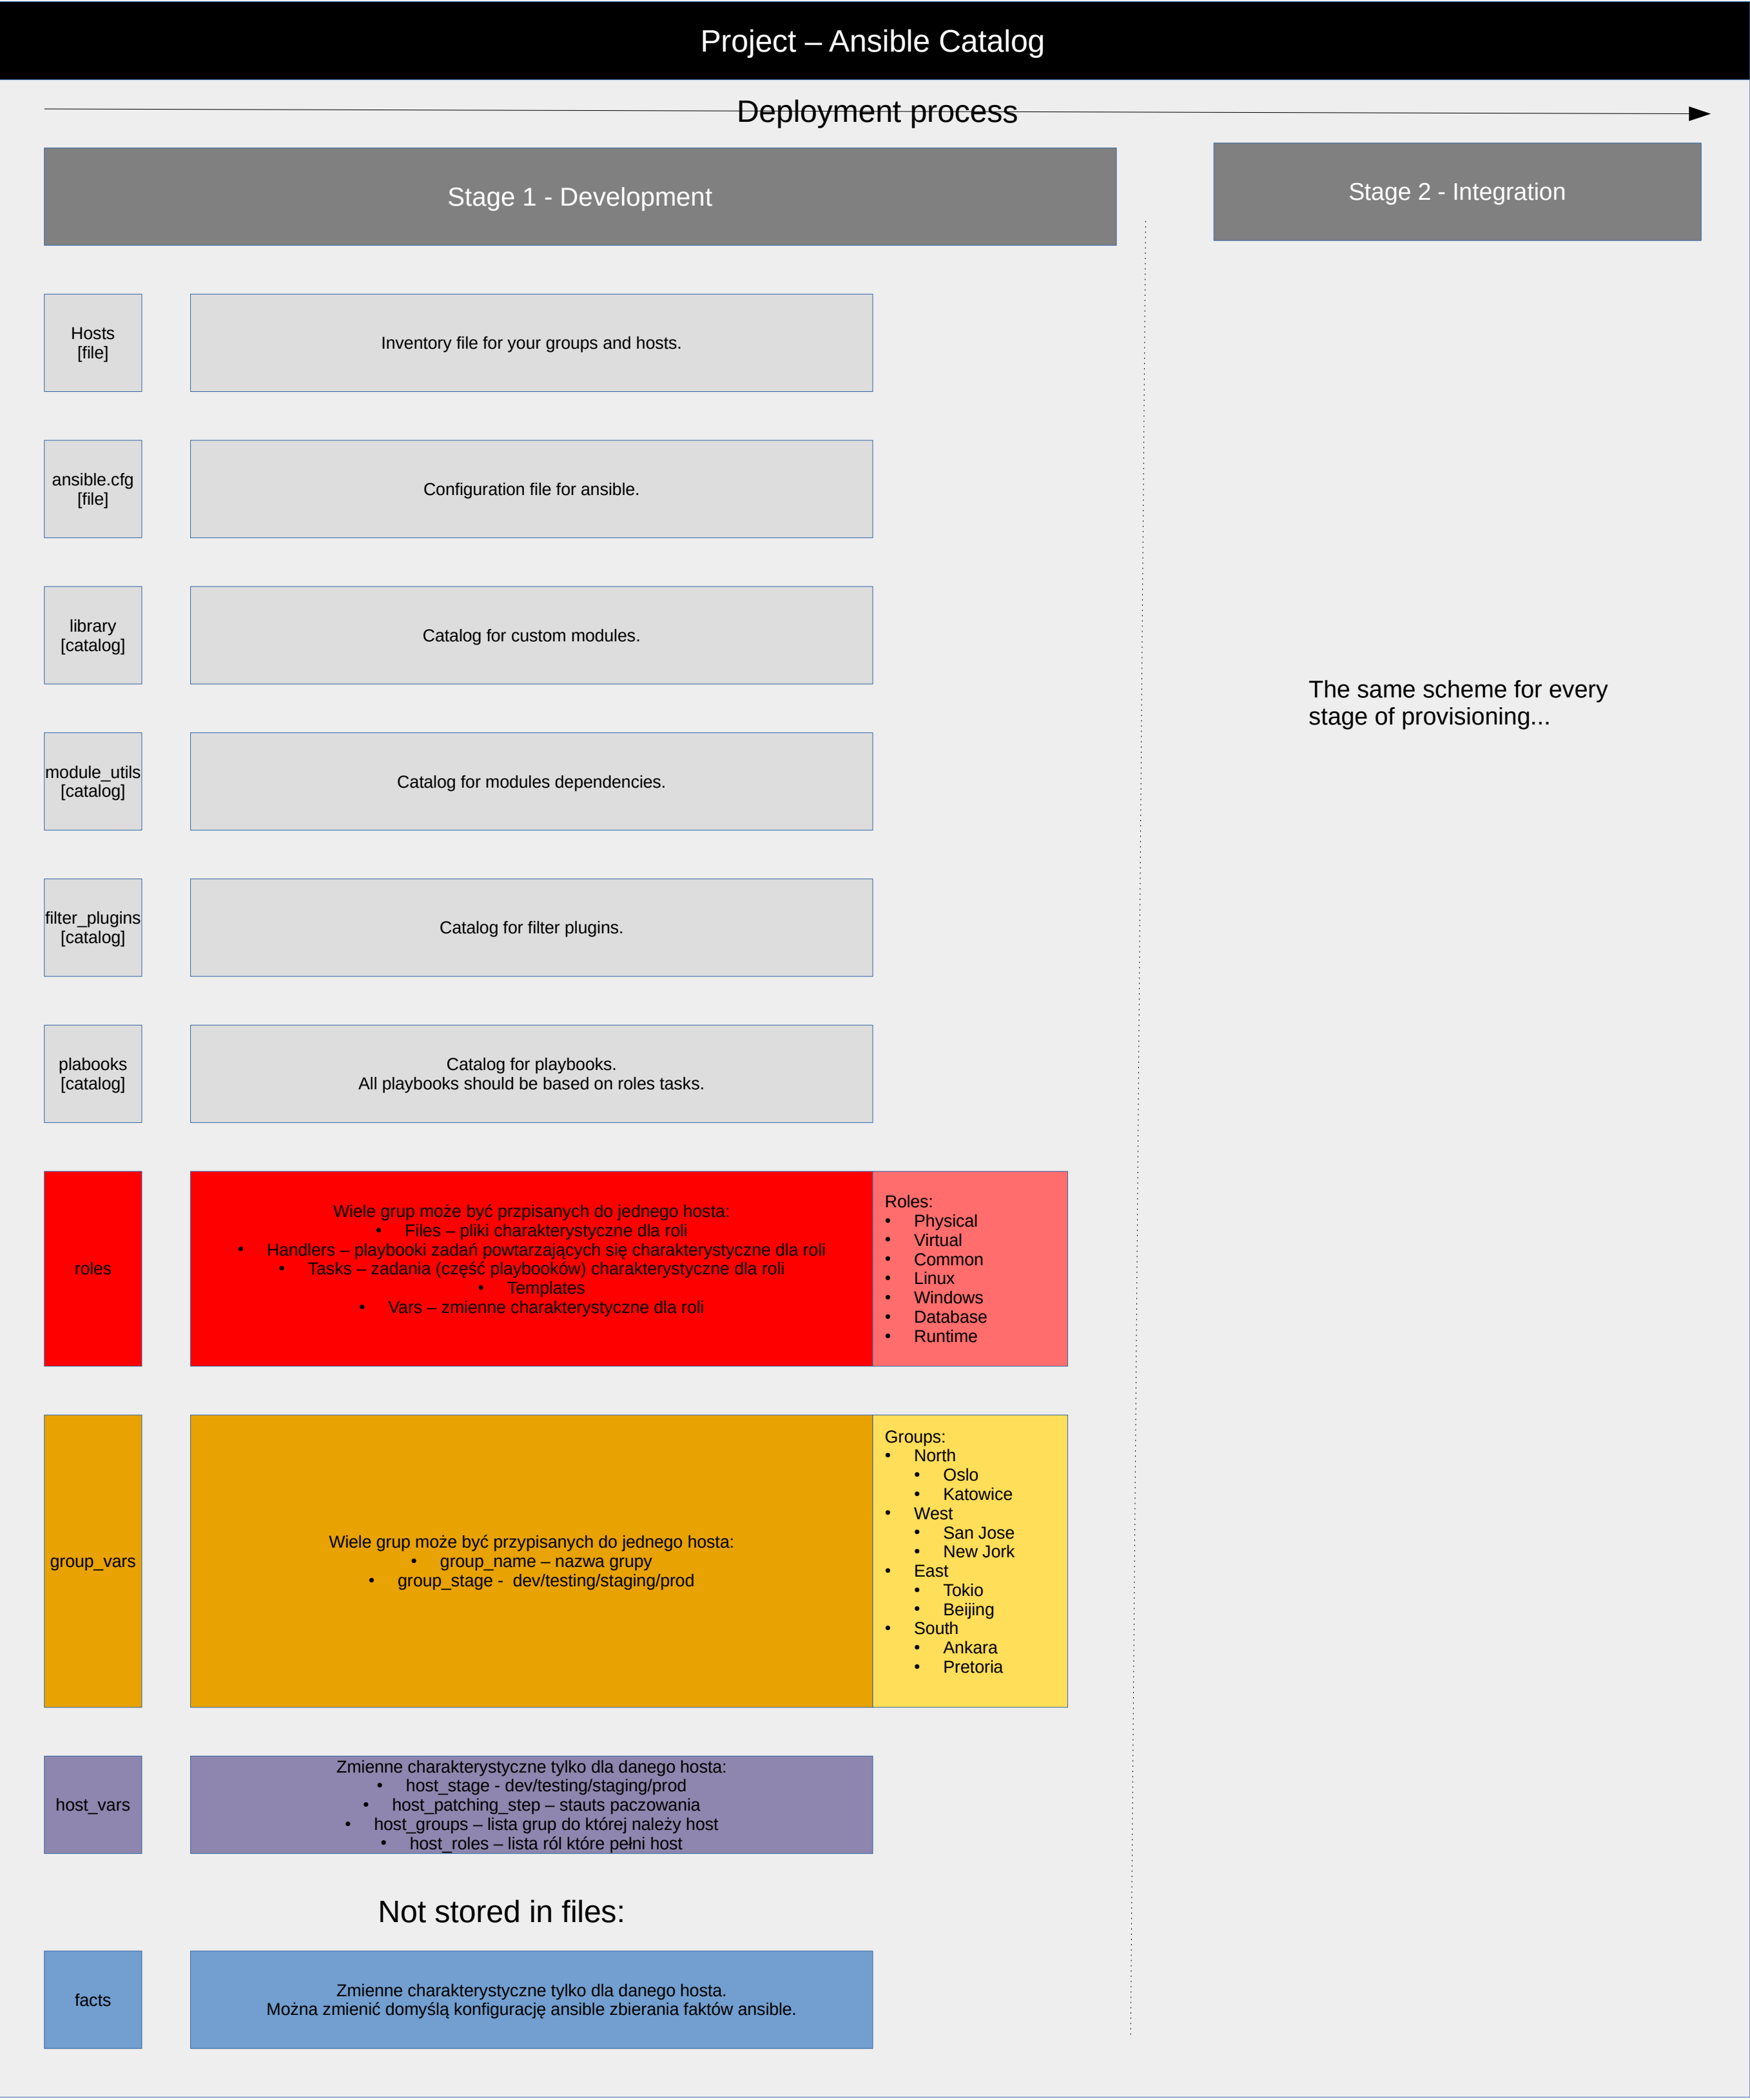 Project – Ansible Catalog
Deployment process
Stage 1 - Development
Stage 2 - Integration
Hosts
[file]
Inventory file for your groups and hosts.
ansible.cfg
[file]
Configuration file for ansible.
library
[catalog]
Catalog for custom modules.
The same scheme for every
stage of provisioning...
module_utils
[catalog]
Catalog for modules dependencies.
filter_plugins
[catalog]
Catalog for filter plugins.
plabooks
[catalog]
Catalog for playbooks.
All playbooks should be based on roles tasks.
roles
Wiele grup może być przpisanych do jednego hosta:
• Files – pliki charakterystyczne dla roli
• Handlers – playbooki zadań powtarzających się charakterystyczne dla roli
• Tasks – zadania (część playbooków) charakterystyczne dla roli
• Templates
• Vars – zmienne charakterystyczne dla roli
Roles:
• Physical
• Virtual
• Common
• Linux
• Windows
• Database
• Runtime
group_vars
Wiele grup może być przypisanych do jednego hosta:
• group_name – nazwa grupy
• group_stage -  dev/testing/staging/prod
Groups:
• North
• Oslo
• Katowice
• West
• San Jose
• New Jork
• East
• Tokio
• Beijing
• South
• Ankara
• Pretoria
host_vars
Zmienne charakterystyczne tylko dla danego hosta:
• host_stage - dev/testing/staging/prod
• host_patching_step – stauts paczowania
• host_groups – lista grup do której należy host
• host_roles – lista ról które pełni host
Not stored in files:
facts
Zmienne charakterystyczne tylko dla danego hosta.
Można zmienić domyślą konfigurację ansible zbierania faktów ansible.